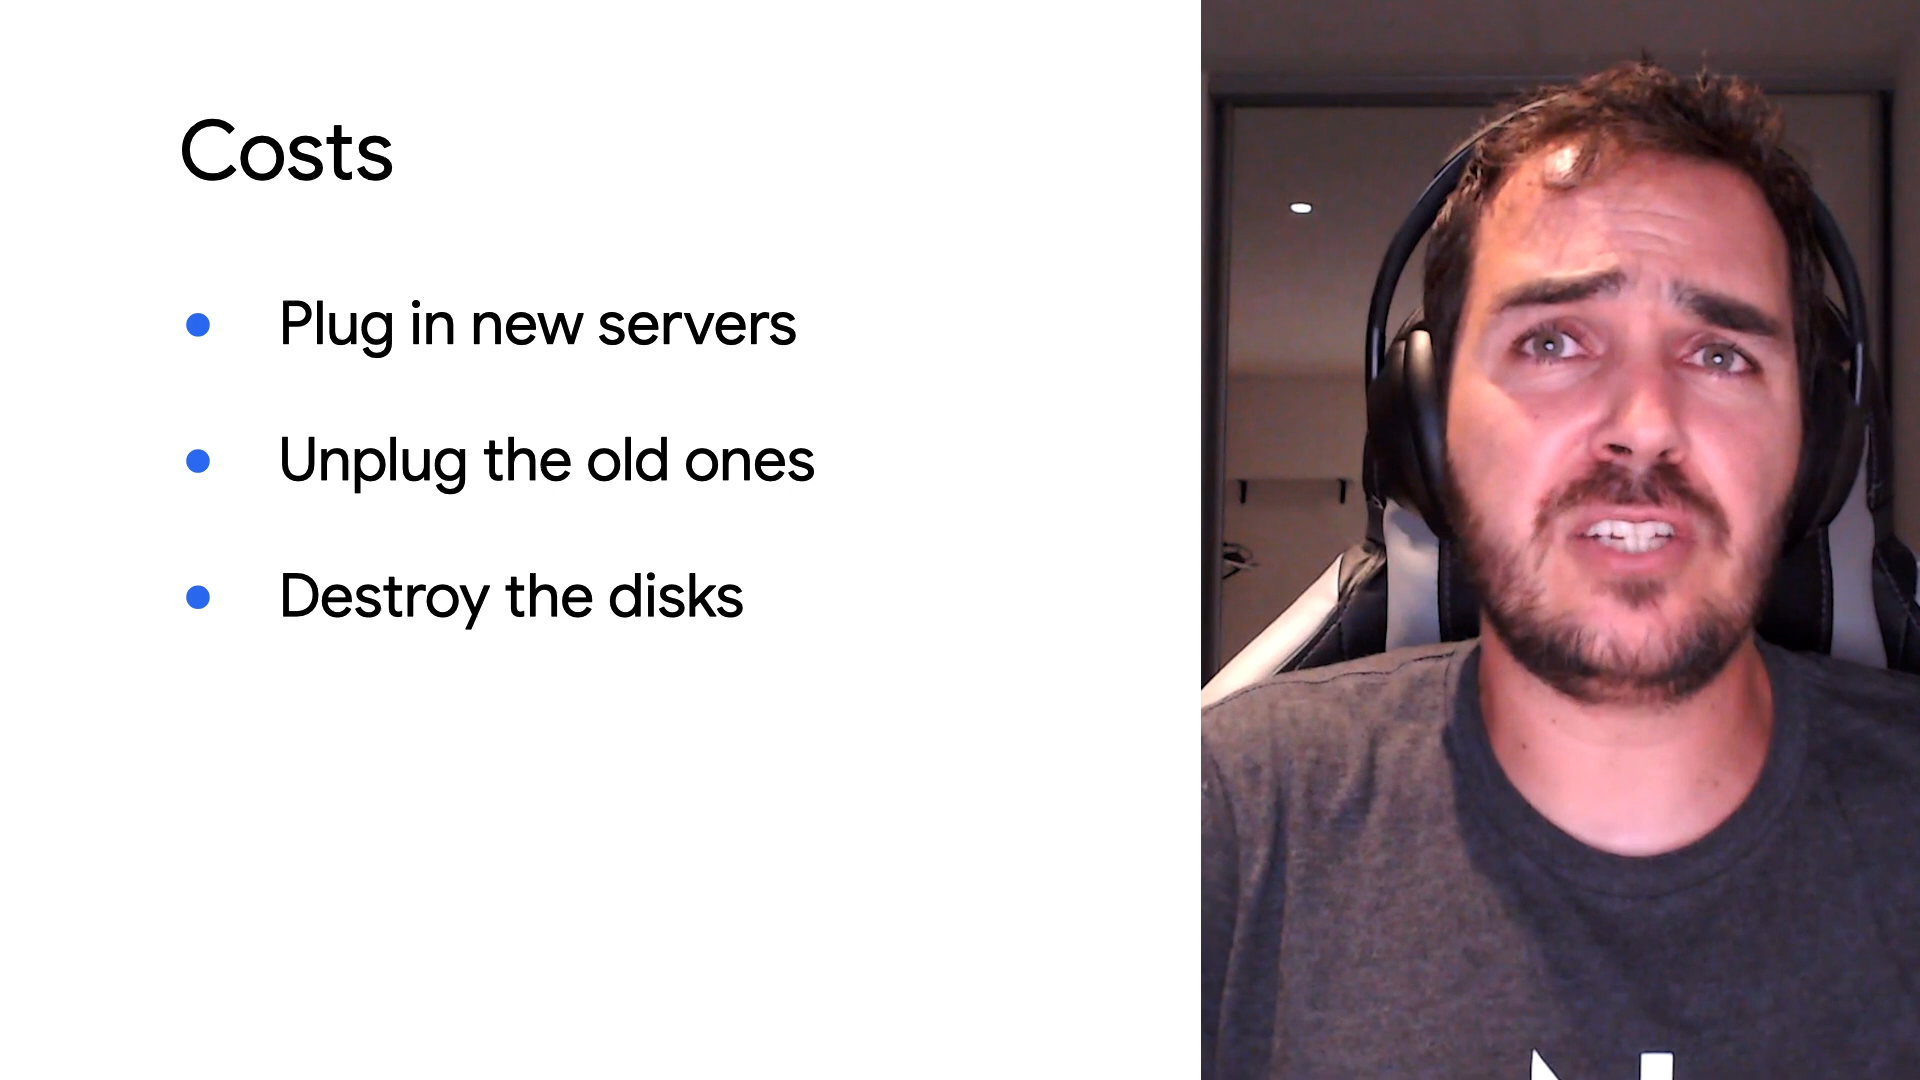 Costs
Plug in new servers
Unplug the old ones
Destroy the disks